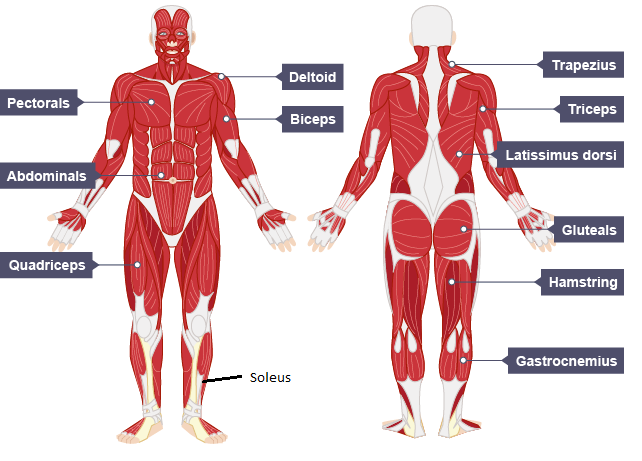 Deltoid
Pectorals
Biceps
Abdominals
Quadriceps
Soleus
Trapezius
Triceps
Latissimus dorsi
Gluteals
Hamstring
Gastrocnemius